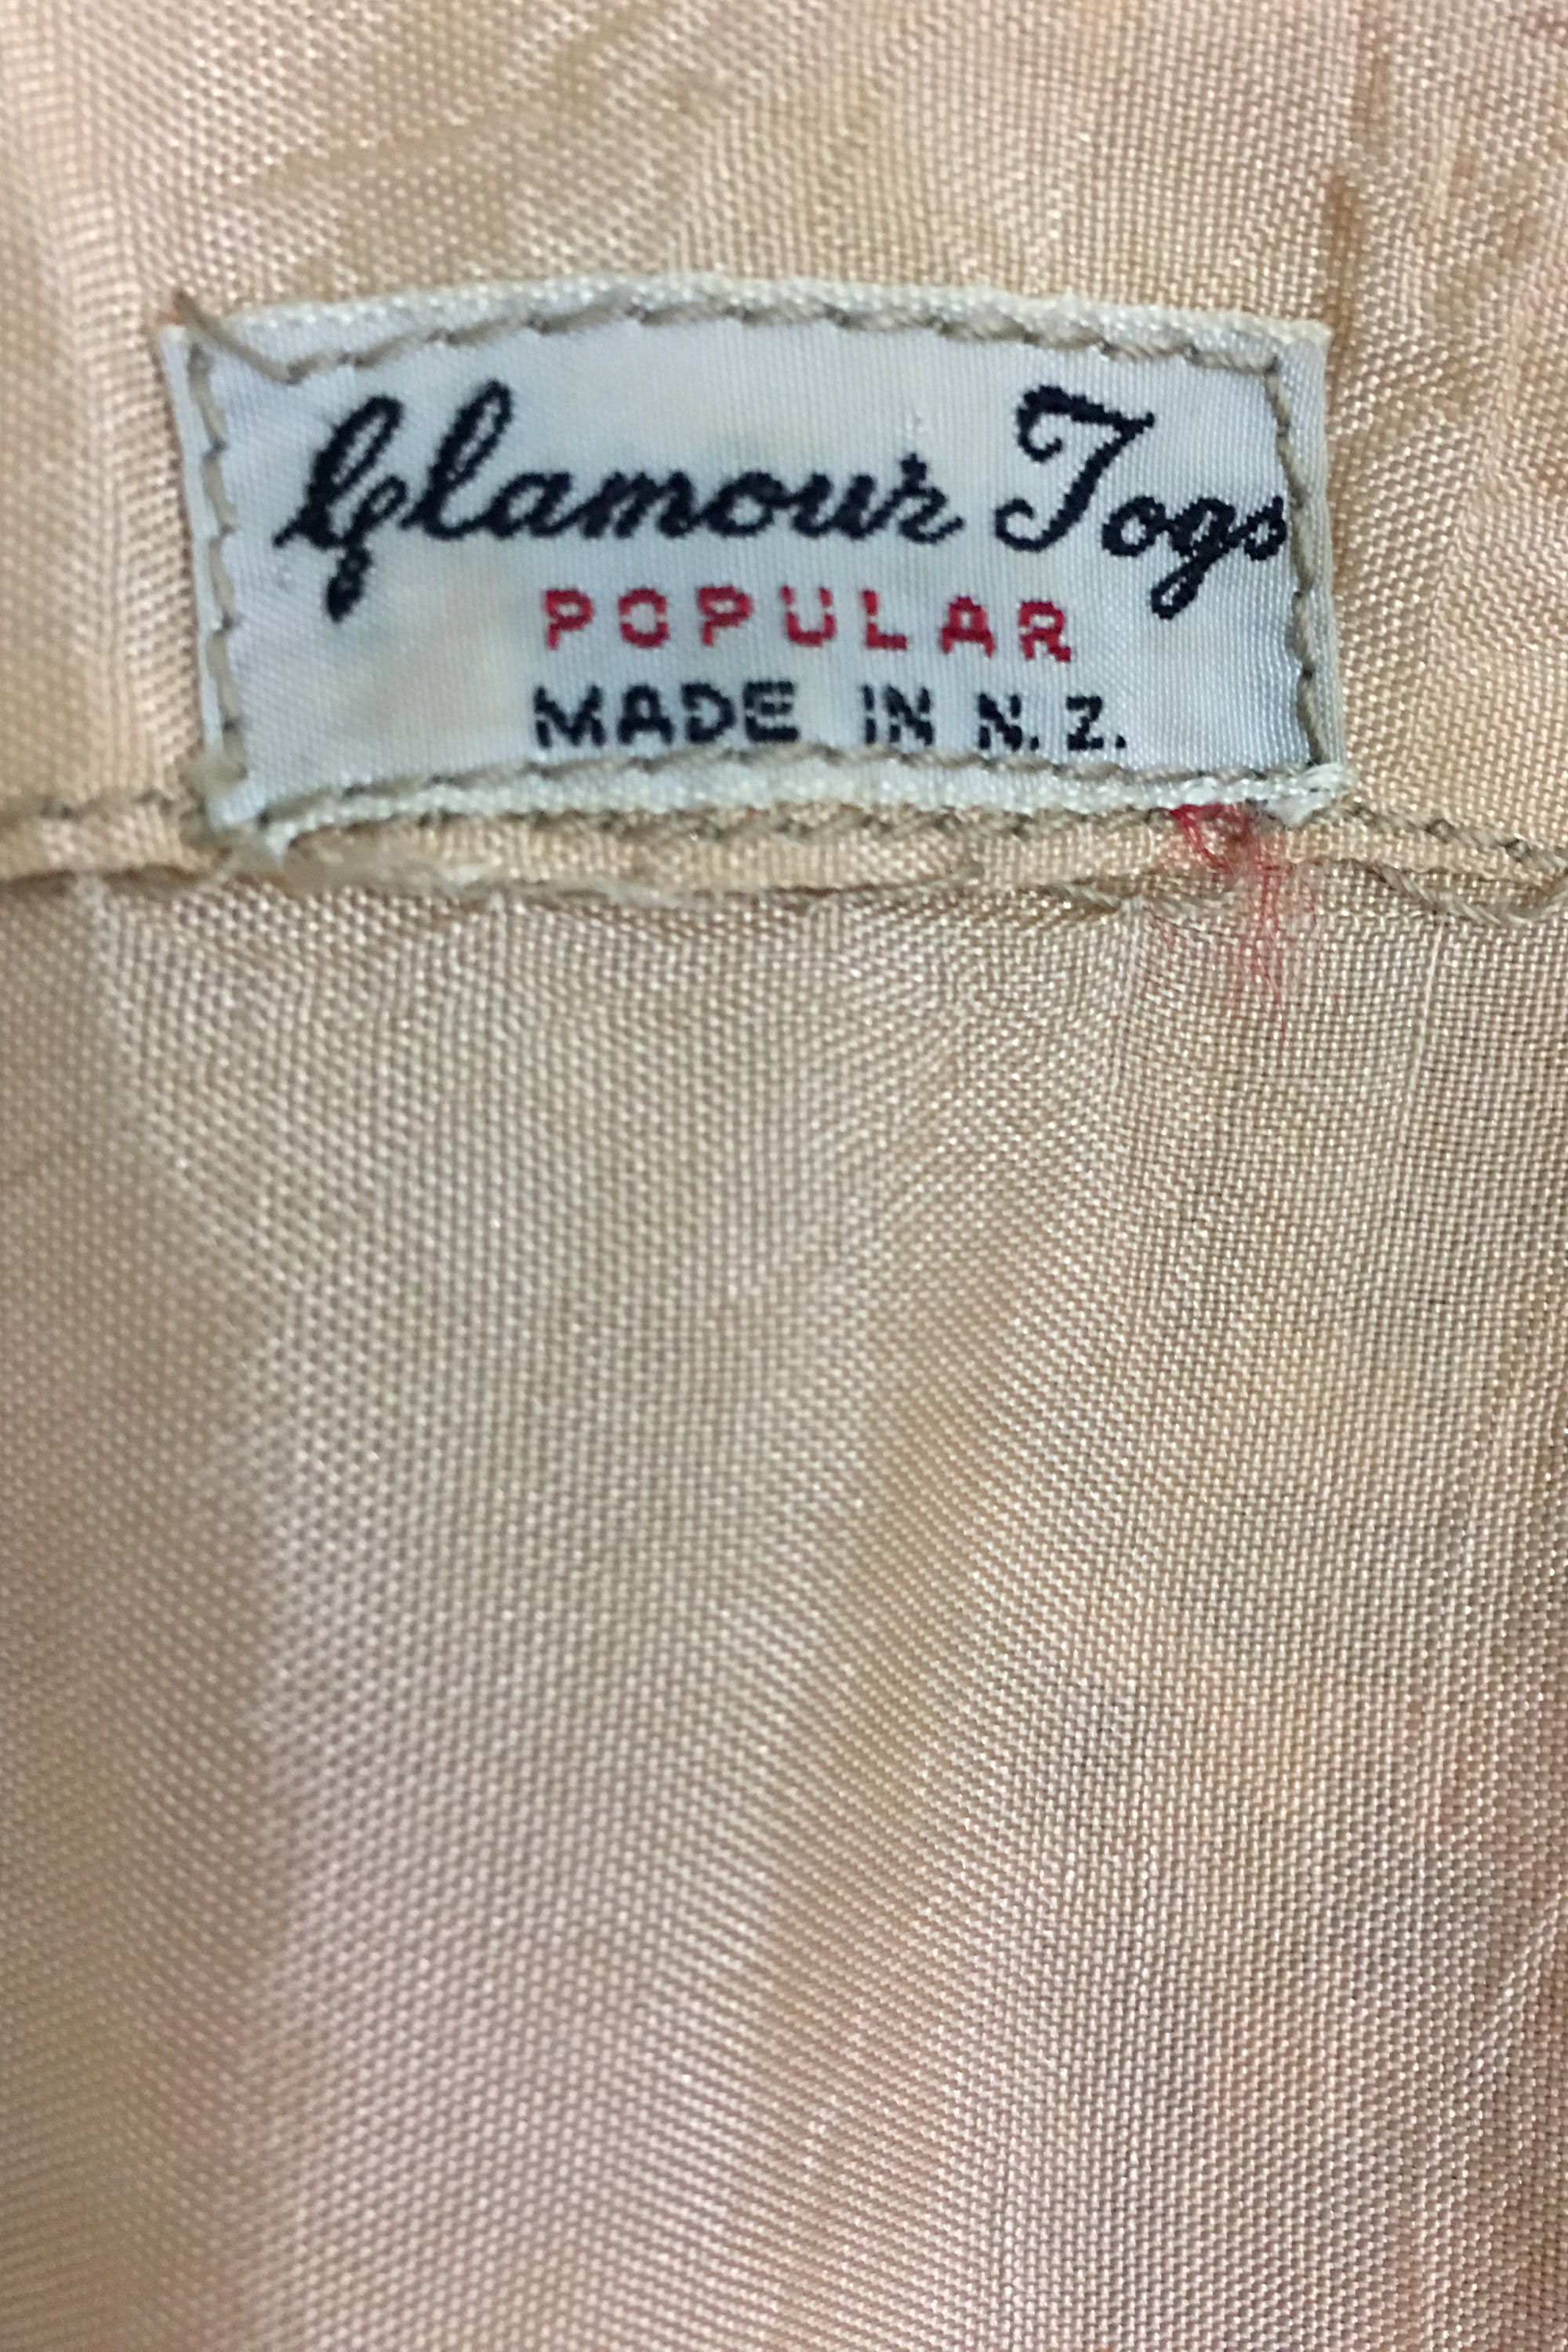 Glamour Togs
POPULAR
MADE IN N.Z.